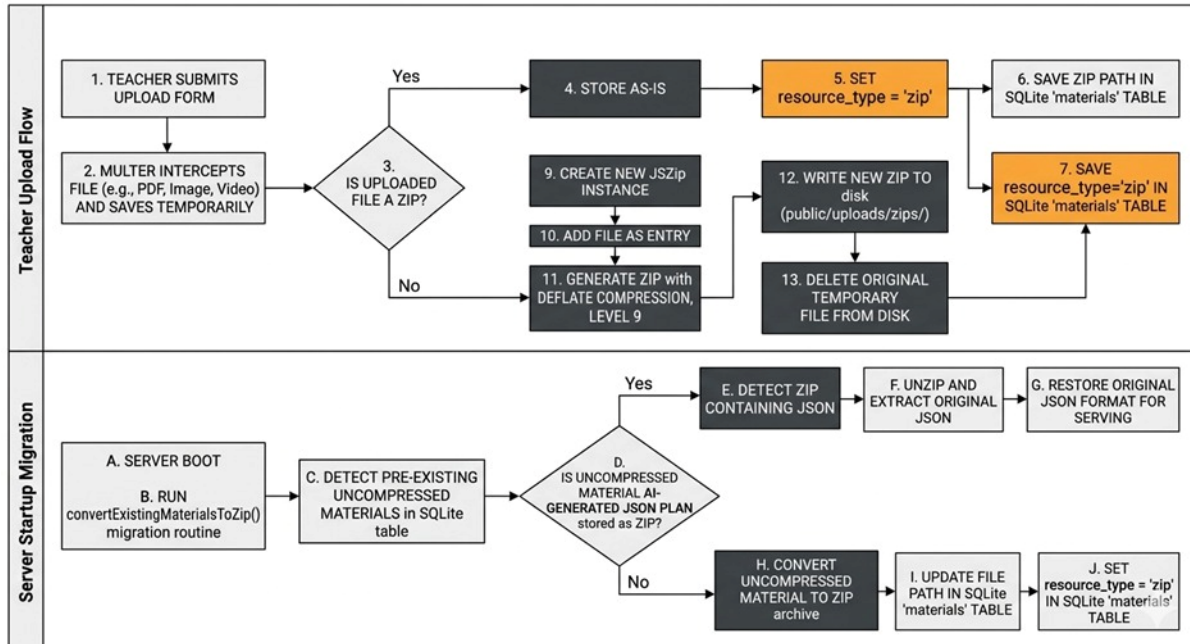 Teacher Upload Flow
1. TEACHER SUBMITS
UPLOAD FORM
2. MULTER INTERCEPTS
FILE (e.g., PDF, Image, Video)
AND SAVES TEMPORARILY
3.
IS UPLOADED
FILE A ZIP?
Yes
No
4. STORE AS-IS
5. SET
resource_type = 'zip'
6. SAVE ZIP PATH IN
SQLite 'materials' TABLE
7. SAVE
resource_type='zip' IN
SQLite 'materials' TABLE
9. CREATE NEW JSZip
INSTANCE
10. ADD FILE AS ENTRY
11. GENERATE ZIP with
DEFLATE COMPRESSION,
LEVEL 9
12. WRITE NEW ZIP TO
disk
(public/uploads/zips/)
13. DELETE ORIGINAL
TEMPORARY
FILE FROM DISK
Server Startup Migration
A. SERVER BOOT
B. RUN
convertExistingMaterialsToZip()
migration routine
C. DETECT PRE-EXISTING
UNCOMPRESSED
MATERIALS in SQLite
table
D.
IS UNCOMPRESSED
MATERIAL AI-
GENERATED JSON PLAN
stored as ZIP?
Yes
No
E. DETECT ZIP
CONTAINING JSON
F. UNZIP AND
EXTRACT ORIGINAL
JSON
G. RESTORE ORIGINAL
JSON FORMAT FOR
SERVING
H. CONVERT
UNCOMPRESSED
MATERIAL TO ZIP
archive
I. UPDATE FILE
PATH IN SQLite
'materials' TABLE
J. SET
resource_type = 'zip'
IN SQLite 'materials'
TABLE